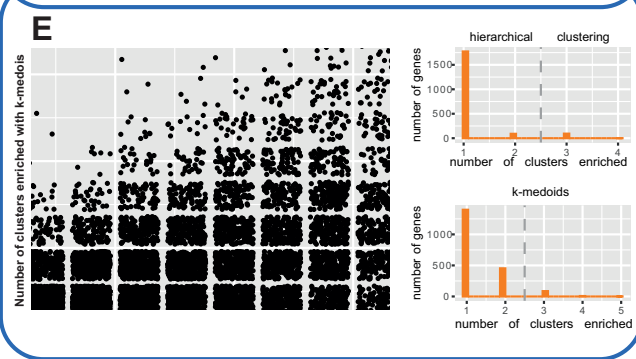 E
Number of clusters enriched with k-medois
hierarchical clustering
number of genes
1500
1000
500
0
1 2 3 4
number of clusters enriched
k-medoids
number of genes
1000
500
0
1 2 3 4 5
number of clusters enriched